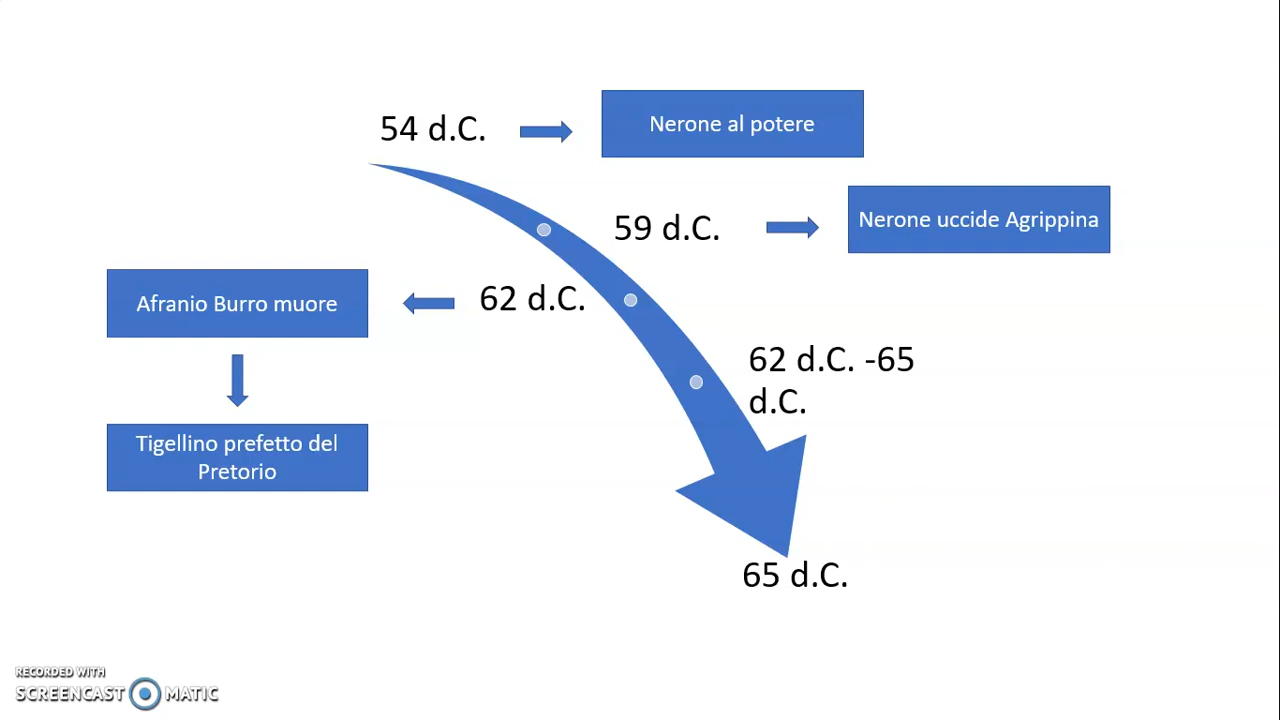 54 d.C.
Nerone al potere
59 d.C.
Nerone uccide Agrippina
62 d.C.
Afranio Burro muore
Tigellino prefetto del
Pretorio
62 d.C. -65
d.C.
65 d.C.
RECORDED WITH
SCREENCAST MATIC